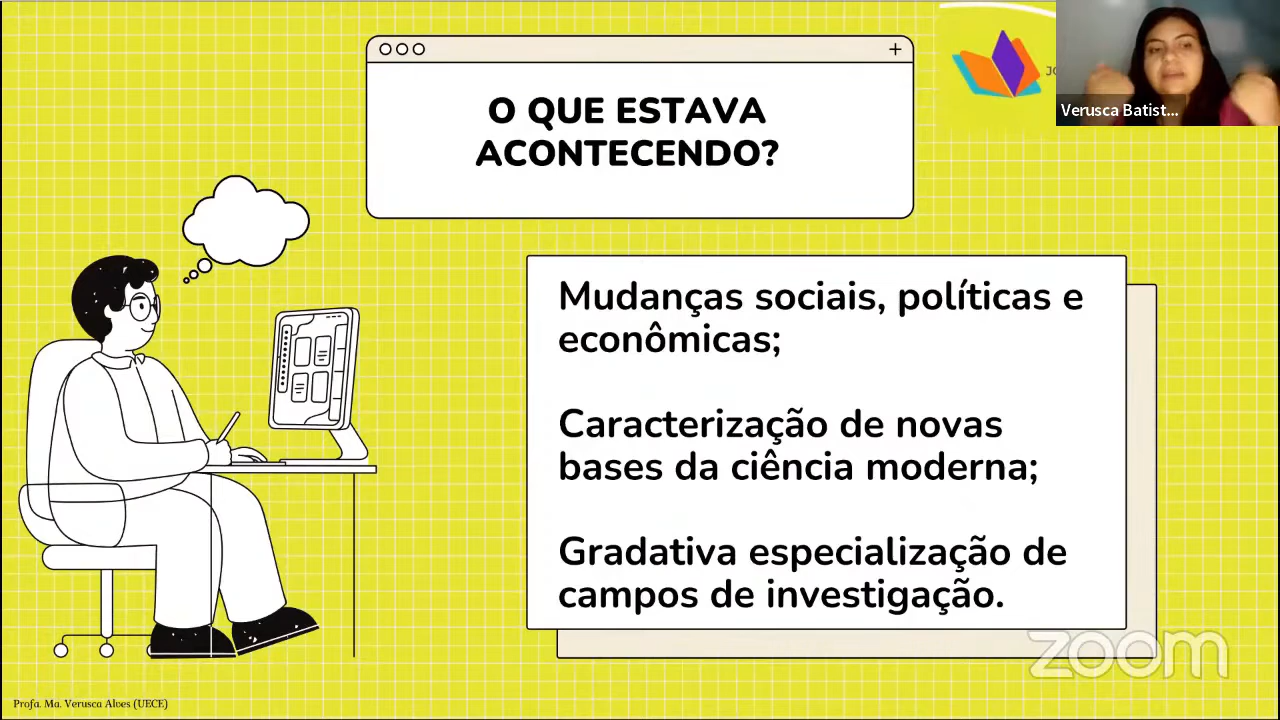 O QUE ESTAVA
ACONTECENDO?
Verusca Batist...
Mudanças sociais, políticas e
econômicas;
Caracterização de novas
bases da ciência moderna;
Gradativa especialização de
campos de investigação.
zoom
Profa. Ma. Verusca Alves (UECE)